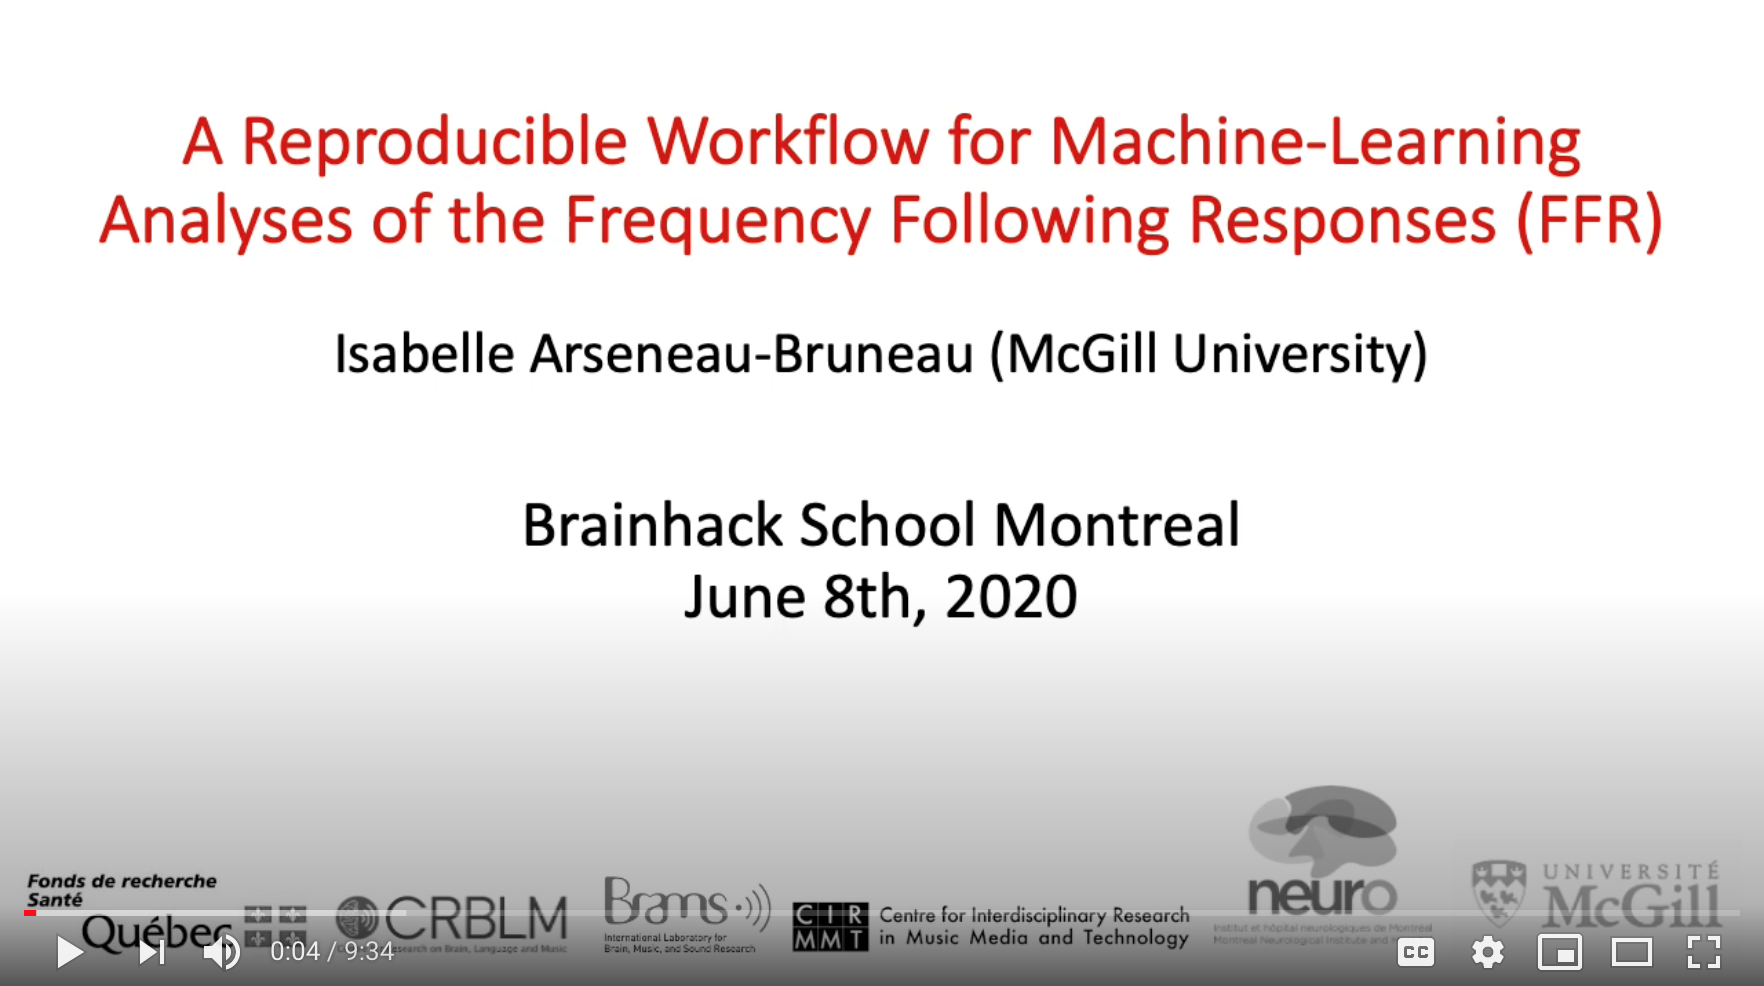 A Reproducible Workflow for Machine-Learning
Analyses of the Frequency Following Responses (FFR)
Isabelle Arseneau-Bruneau (McGill University)
Brainhack School Montreal
June 8th, 2020
Fonds de recherche
Santé
Québec
CRBLM
Research on Brain, Language and Music
Brams
International Laboratory for
Brain, Music, and Sound Research
CIR
MMT
Centre for Interdisciplinary Research
in Music Media and Technology
neuro
Institut et hôpital neurologiques de Montréal
Montreal Neurological Institute and
UNIVERSITÉ
McGill
0:04 / 9:34
CC